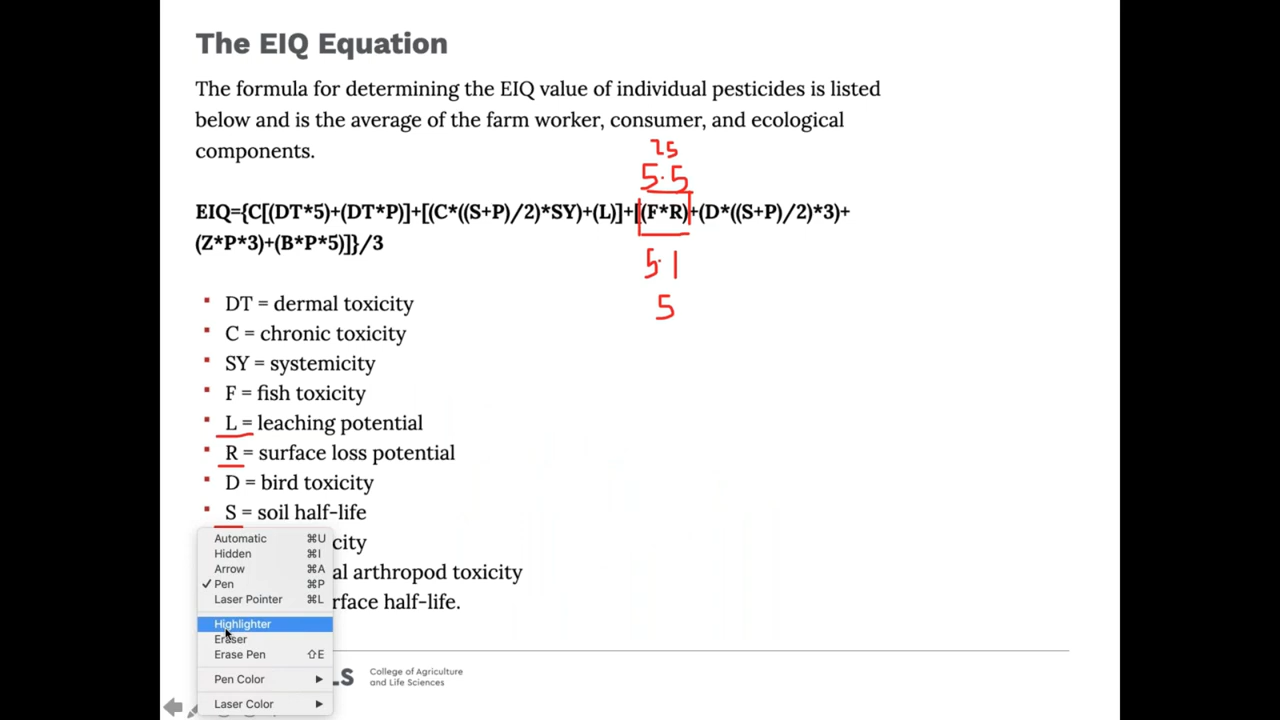 The EIQ Equation
The formula for determining the EIQ value of individual pesticides is listed
below and is the average of the farm worker, consumer, and ecological
components.
25
5·5
EIQ={C[(DT*5)+(DT*P)]+[(C*((S+P)/2)*SY)+(L)]+[(F*R)+(D*((S+P)/2)*3)+
(Z*P*3)+(B*P*5)]}/3
5·1
5
▪ DT = dermal toxicity
▪ C = chronic toxicity
▪ SY = systemicity
▪ F = fish toxicity
▪ L = leaching potential
▪ R = surface loss potential
▪ D = bird toxicity
▪ S = soil half-life
city
al arthropod toxicity
rface half-life.
Automatic ⌘U
Hidden ⌘I
Arrow ⌘A
✓ Pen ⌘P
Laser Pointer ⌘L
Highlighter
Eraser
Erase Pen ⇧E
Pen Color ▶
Laser Color ▶
LS
College of Agriculture
and Life Sciences